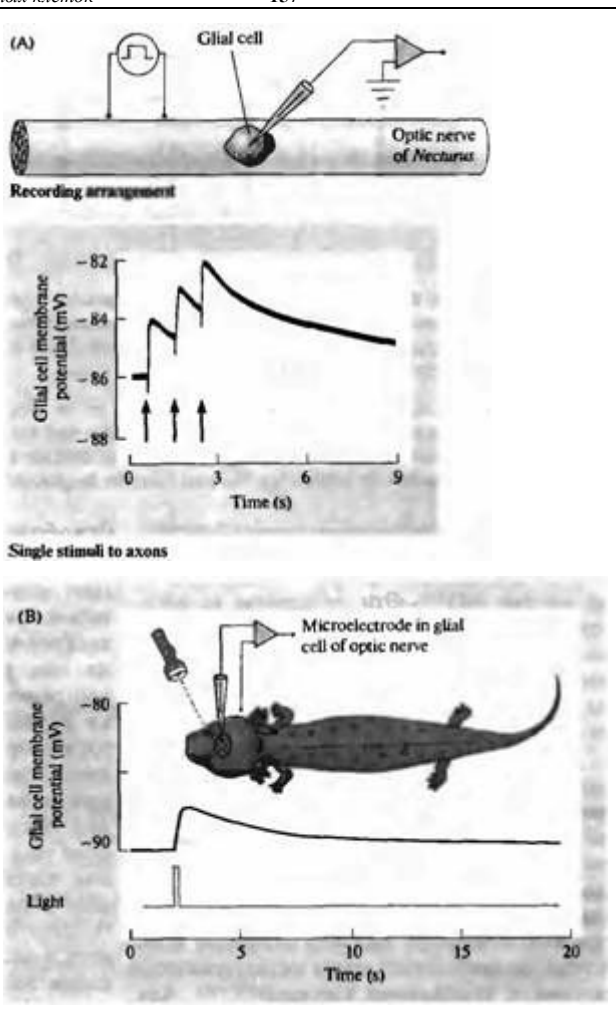 137
(A)
Glial cell
Optic nerve
of Necturus
Recording arrangement
Glial cell membrane
potential (mV)
−82
−84
−86
−88
0 3 6 9
Time (s)
Single stimuli to axons
(B)
Microelectrode in glial
cell of optic nerve
Glial cell membrane
potential (mV)
−80
−90
Light
0 5 10 15 20
Time (s)